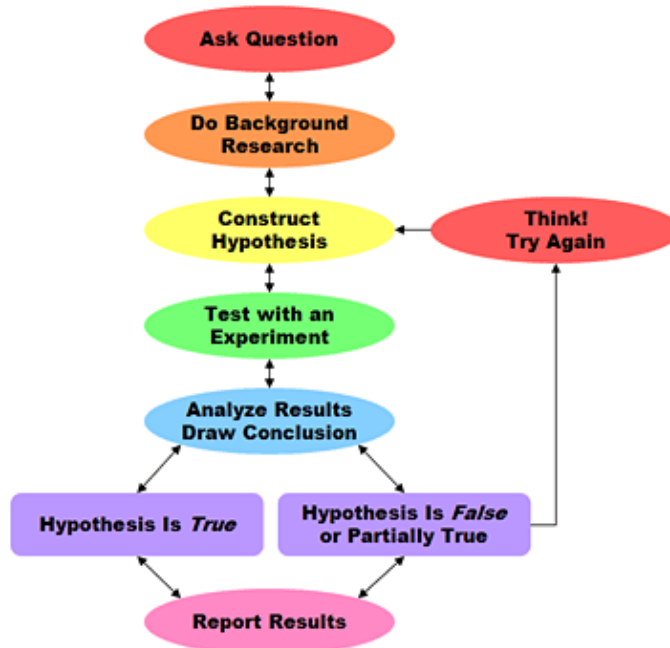 Ask Question
Do Background
Research
Construct
Hypothesis
Think!
Try Again
Test with an
Experiment
Analyze Results
Draw Conclusion
Hypothesis Is True
Hypothesis Is False
or Partially True
Report Results